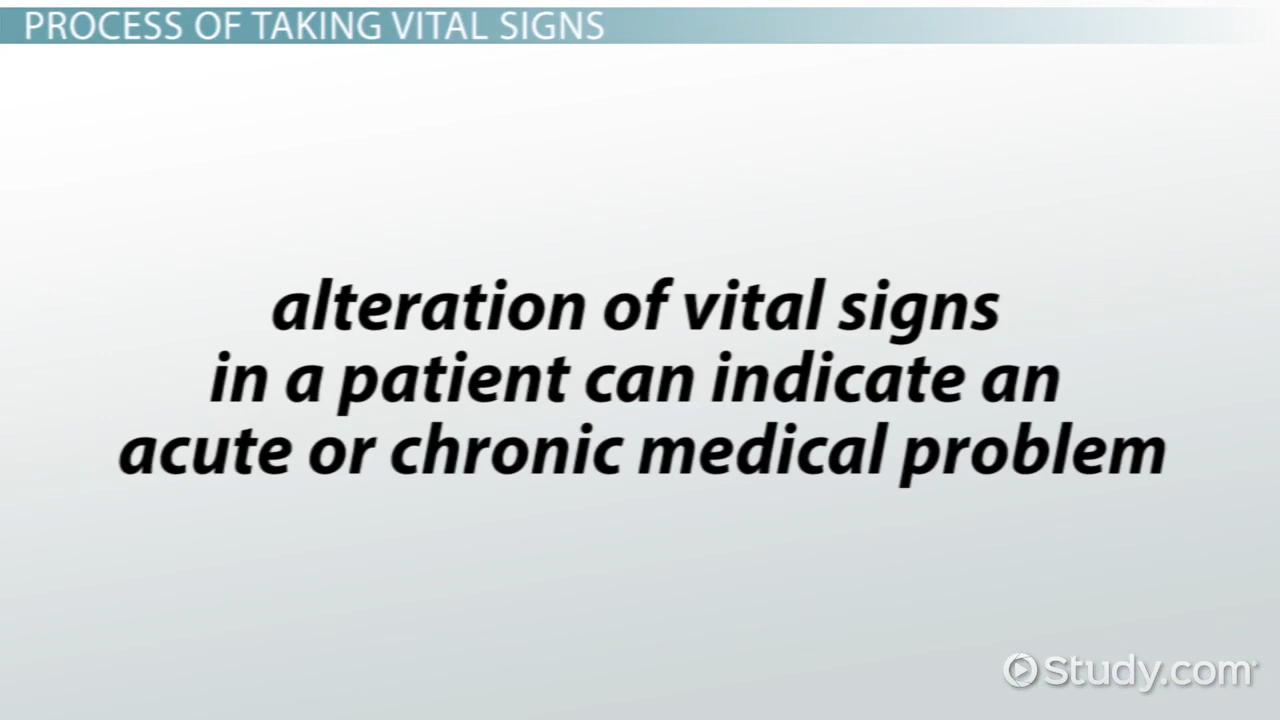 PROCESS OF TAKING VITAL SIGNS
alteration of vital signs
in a patient can indicate an
acute or chronic medical problem
Study.com